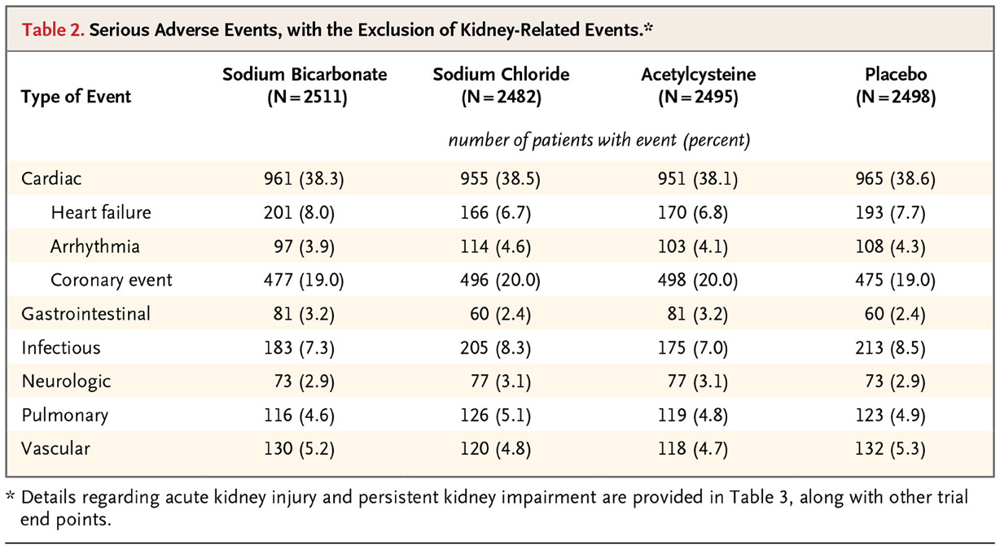 Table 2. Serious Adverse Events, with the Exclusion of Kidney-Related Events.*
Type of Event Sodium Bicarbonate (N=2511) Sodium Chloride (N=2482) Acetylcysteine (N=2495) Placebo (N=2498)
number of patients with event (percent)
Cardiac 961 (38.3) 955 (38.5) 951 (38.1) 965 (38.6)
Heart failure 201 (8.0) 166 (6.7) 170 (6.8) 193 (7.7)
Arrhythmia 97 (3.9) 114 (4.6) 103 (4.1) 108 (4.3)
Coronary event 477 (19.0) 496 (20.0) 498 (20.0) 475 (19.0)
Gastrointestinal 81 (3.2) 60 (2.4) 81 (3.2) 60 (2.4)
Infectious 183 (7.3) 205 (8.3) 175 (7.0) 213 (8.5)
Neurologic 73 (2.9) 77 (3.1) 77 (3.1) 73 (2.9)
Pulmonary 116 (4.6) 126 (5.1) 119 (4.8) 123 (4.9)
Vascular 130 (5.2) 120 (4.8) 118 (4.7) 132 (5.3)
* Details regarding acute kidney injury and persistent kidney impairment are provided in Table 3, along with other trial
end points.